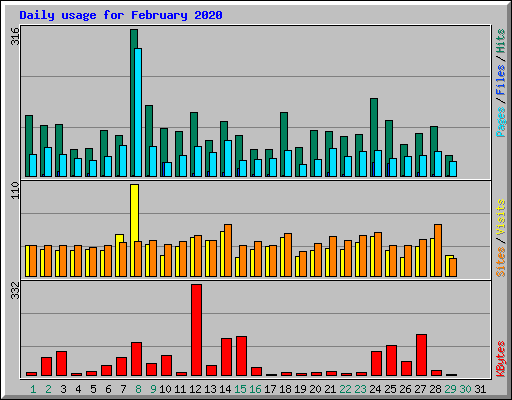 Daily usage for February 2020
316
Pages / Files / Hits
110
Sites / Visits
332
KBytes
1 2 3 4 5 6 7 8 9 10 11 12 13 14 15 16 17 18 19 20 21 22 23 24 25 26 27 28 29 30 31